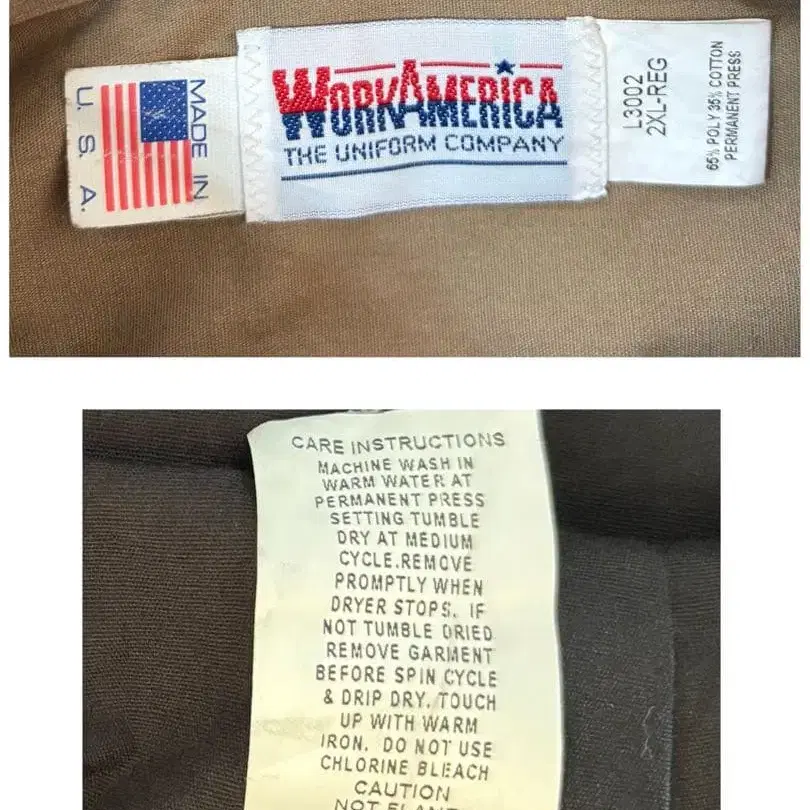 MADE IN
U. S. A.
WORKAMERICA
THE UNIFORM COMPANY
L3002
2XL-REG
65% POLY 35% COTTON
PERMANENT PRESS
CARE INSTRUCTIONS
MACHINE WASH IN
WARM WATER AT
PERMANENT PRESS
SETTING TUMBLE
DRY AT MEDIUM
CYCLE.REMOVE
PROMPTLY WHEN
DRYER STOPS. IF
NOT TUMBLE DRIED
REMOVE GARMENT
BEFORE SPIN CYCLE
& DRIP DRY. TOUCH
UP WITH WARM
IRON. DO NOT USE
CHLORINE BLEACH
CAUTION
NOT